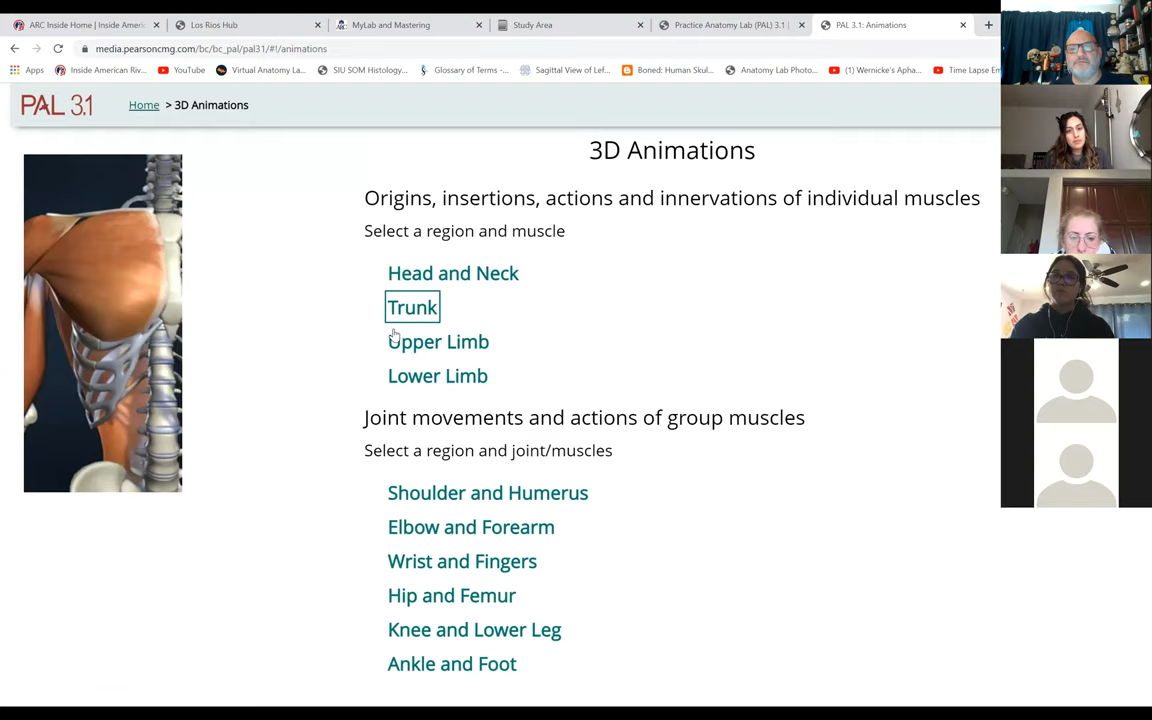 ARC Inside Home | Inside Ameri
Los Rios Hub
MyLab and Mastering
Study Area
Practice Anatomy Lab (PAL) 3.1 |
PAL 3.1: Animations
media.pearsoncmg.com/bc/bc_pal/pal31/#!/animations
Apps
Inside American Riv...
YouTube
Virtual Anatomy La...
SIU SOM Histology...
Glossary of Terms -...
Sagittal View of Lef...
Boned: Human Skul...
Anatomy Lab Photo...
(1) Wernicke's Apha...
Time Lapse En
PAL 3.1
Home > 3D Animations
3D Animations
Origins, insertions, actions and innervations of individual muscles
Select a region and muscle
Head and Neck
Trunk
Upper Limb
Lower Limb
Joint movements and actions of group muscles
Select a region and joint/muscles
Shoulder and Humerus
Elbow and Forearm
Wrist and Fingers
Hip and Femur
Knee and Lower Leg
Ankle and Foot